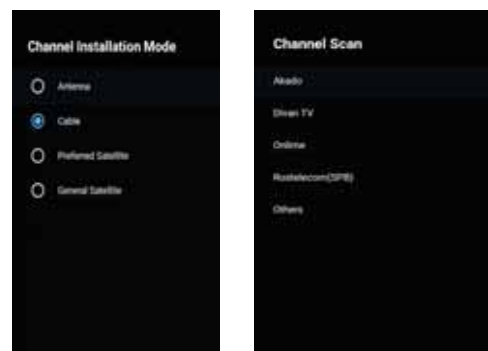 Channel Installation Mode
Antenna
Cable
Preferred Satellite
General Satellite
Channel Scan
Akado
Divan TV
Onlime
Rostelecom(SPB)
Others